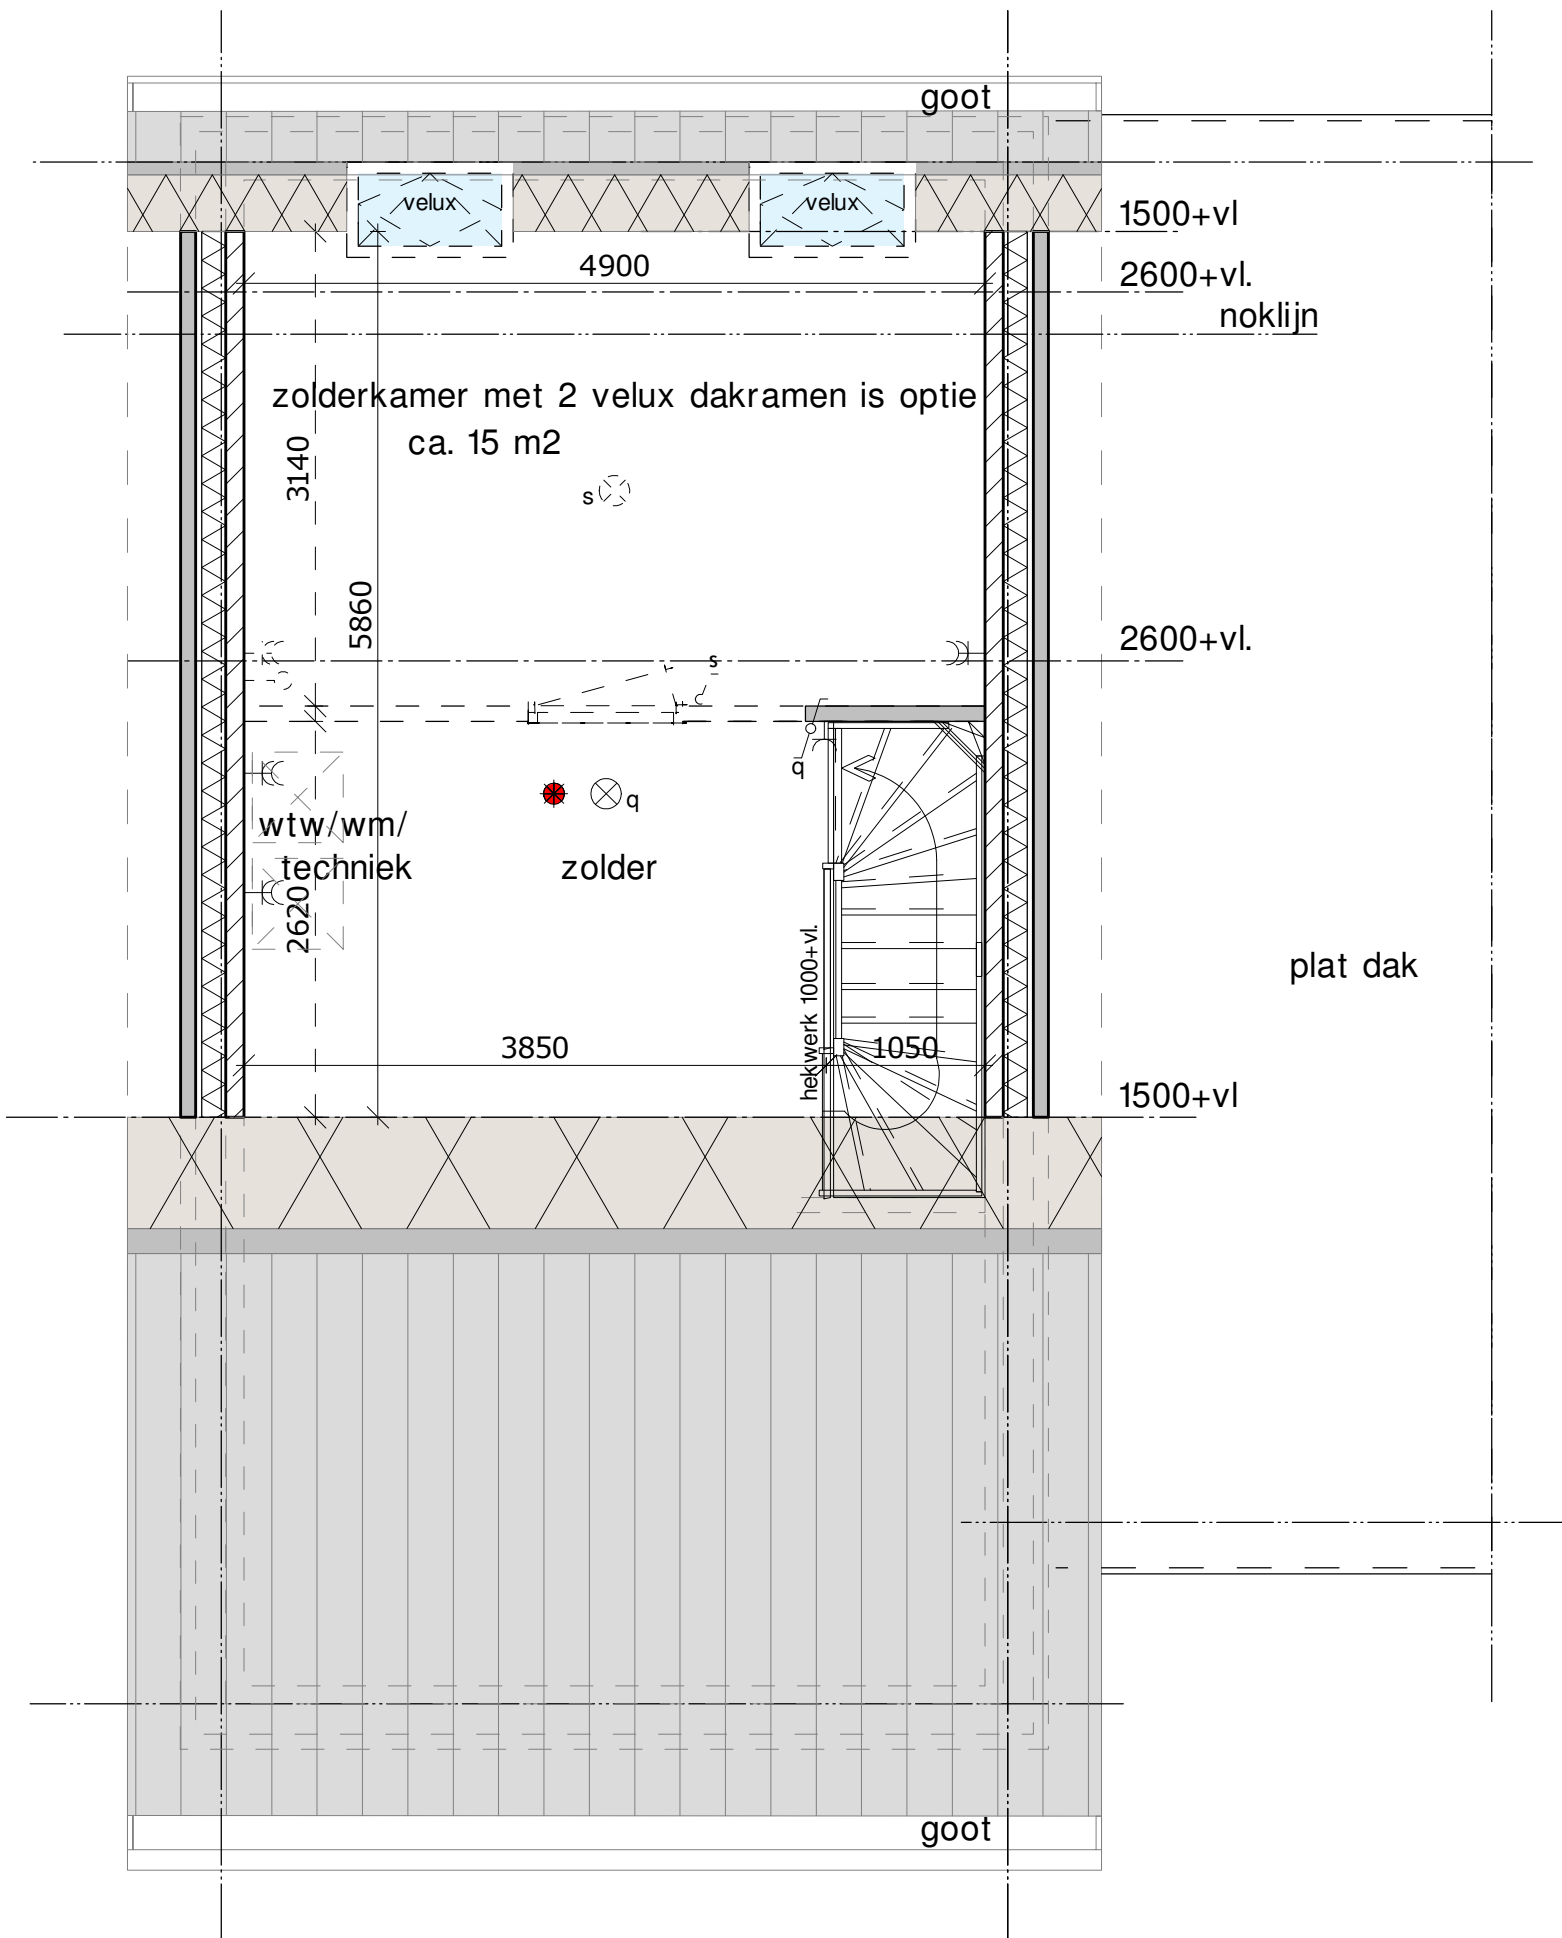 goot
velux
velux
1500+vl
4900
2600+vl.
noklijn
zolderkamer met 2 velux dakramen is optie
ca. 15 m2
3140
s
5860
2600+vl.
s
q
q
wtw/wm/
techniek
zolder
2620
hekwerk 1000+vl.
plat dak
3850
1050
1500+vl
goot